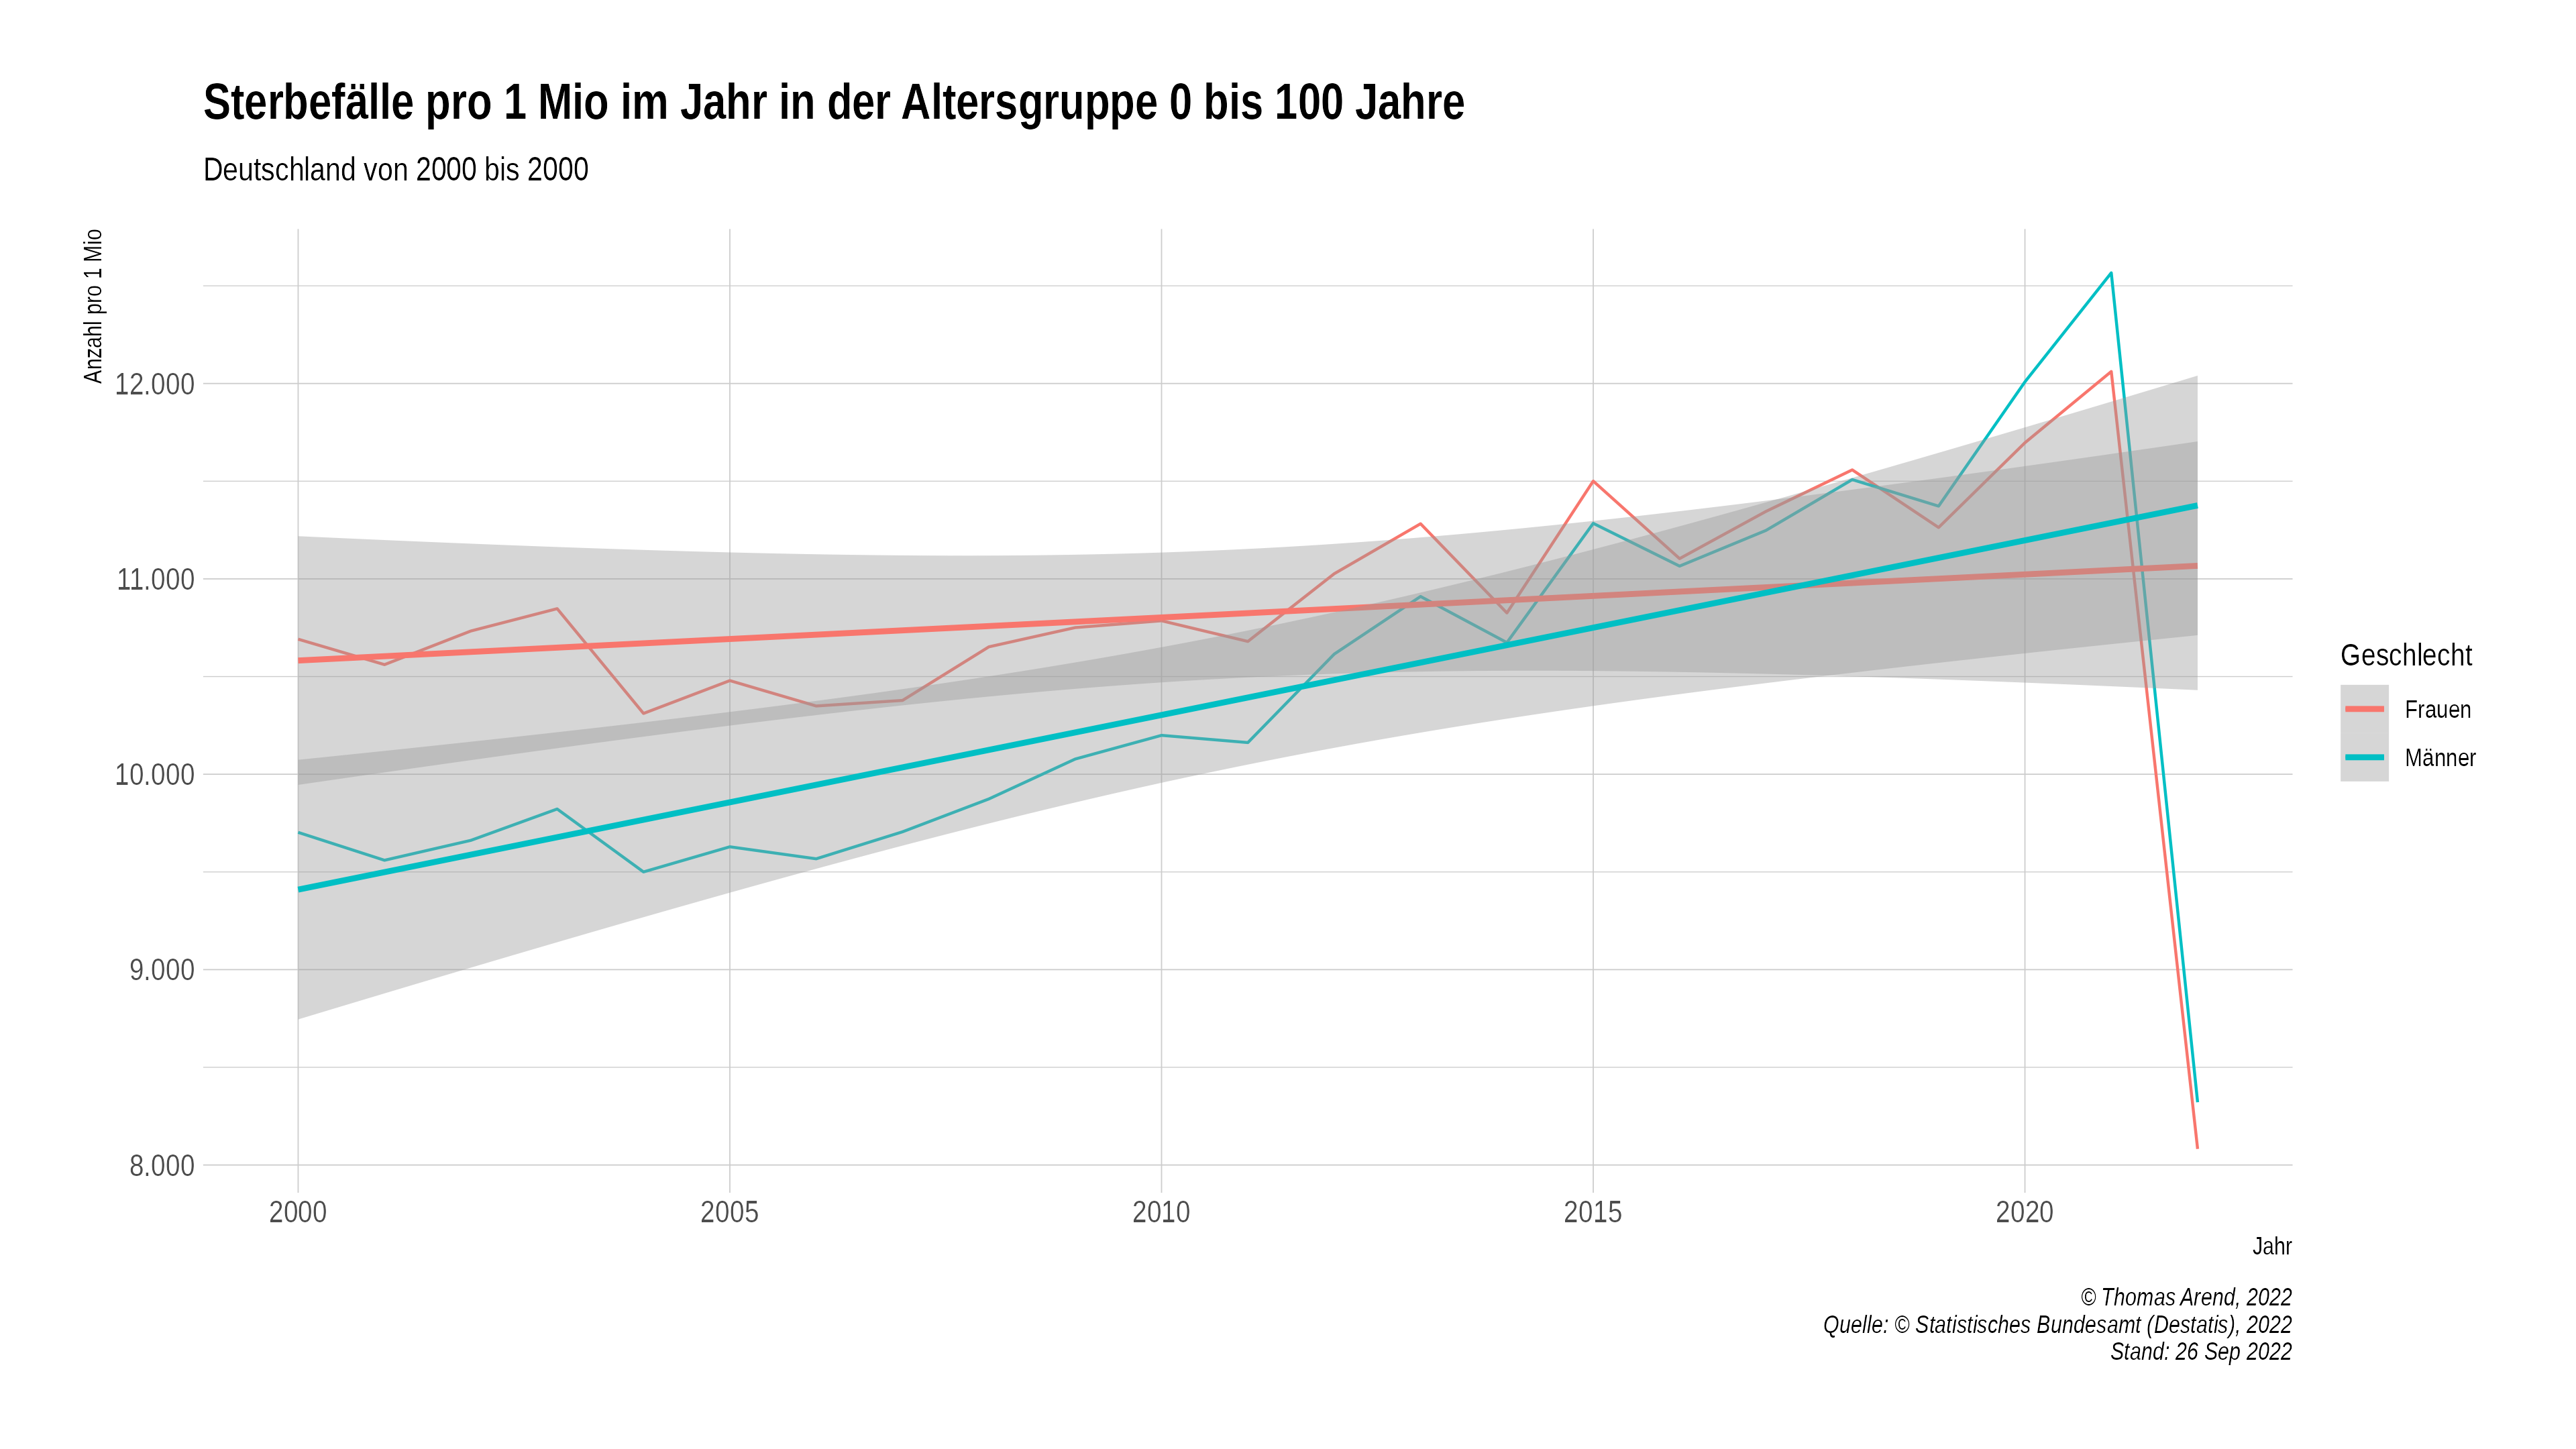 Sterbefälle pro 1 Mio im Jahr in der Altersgruppe 0 bis 100 Jahre
Deutschland von 2000 bis 2000
Anzahl pro 1 Mio
12.000
11.000
10.000
9.000
8.000
2000 2005 2010 2015 2020
Jahr
Geschlecht
Frauen
Männer
© Thomas Arend, 2022
Quelle: © Statistisches Bundesamt (Destatis), 2022
Stand: 26 Sep 2022